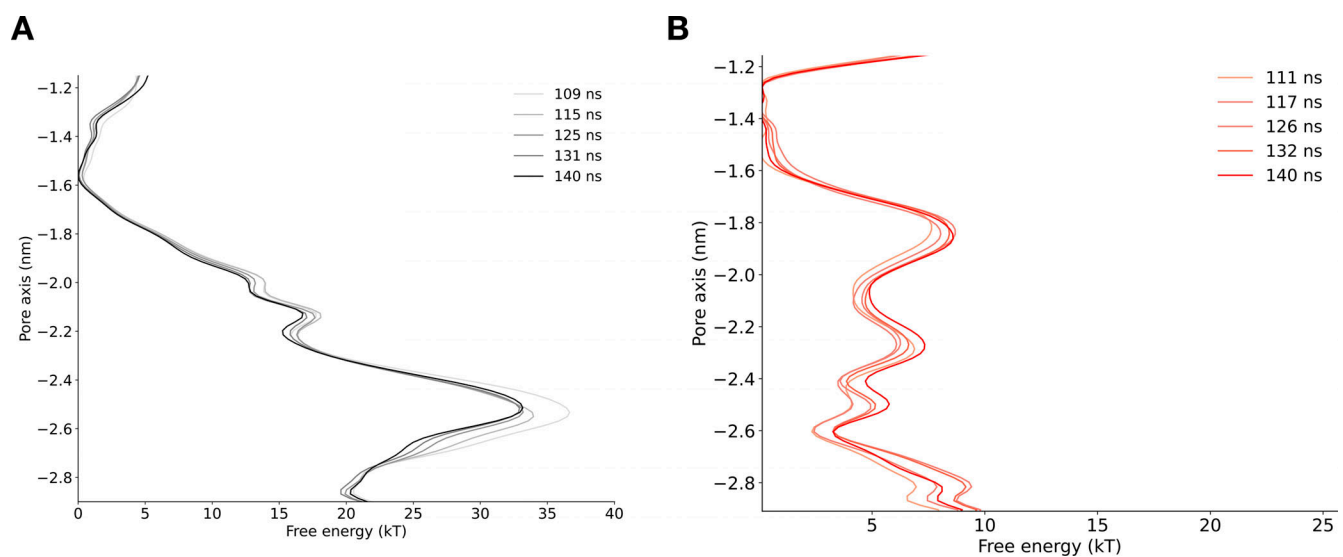 A
−1.2
−1.4
−1.6
−1.8
−2.0
−2.2
−2.4
−2.6
−2.8
Pore axis (nm)
0
5
10
15
20
25
30
35
40
Free energy (kT)
109 ns
115 ns
125 ns
131 ns
140 ns
B
−1.2
−1.4
−1.6
−1.8
−2.0
−2.2
−2.4
−2.6
−2.8
Pore axis (nm)
5
10
15
20
25
Free energy (kT)
111 ns
117 ns
126 ns
132 ns
140 ns